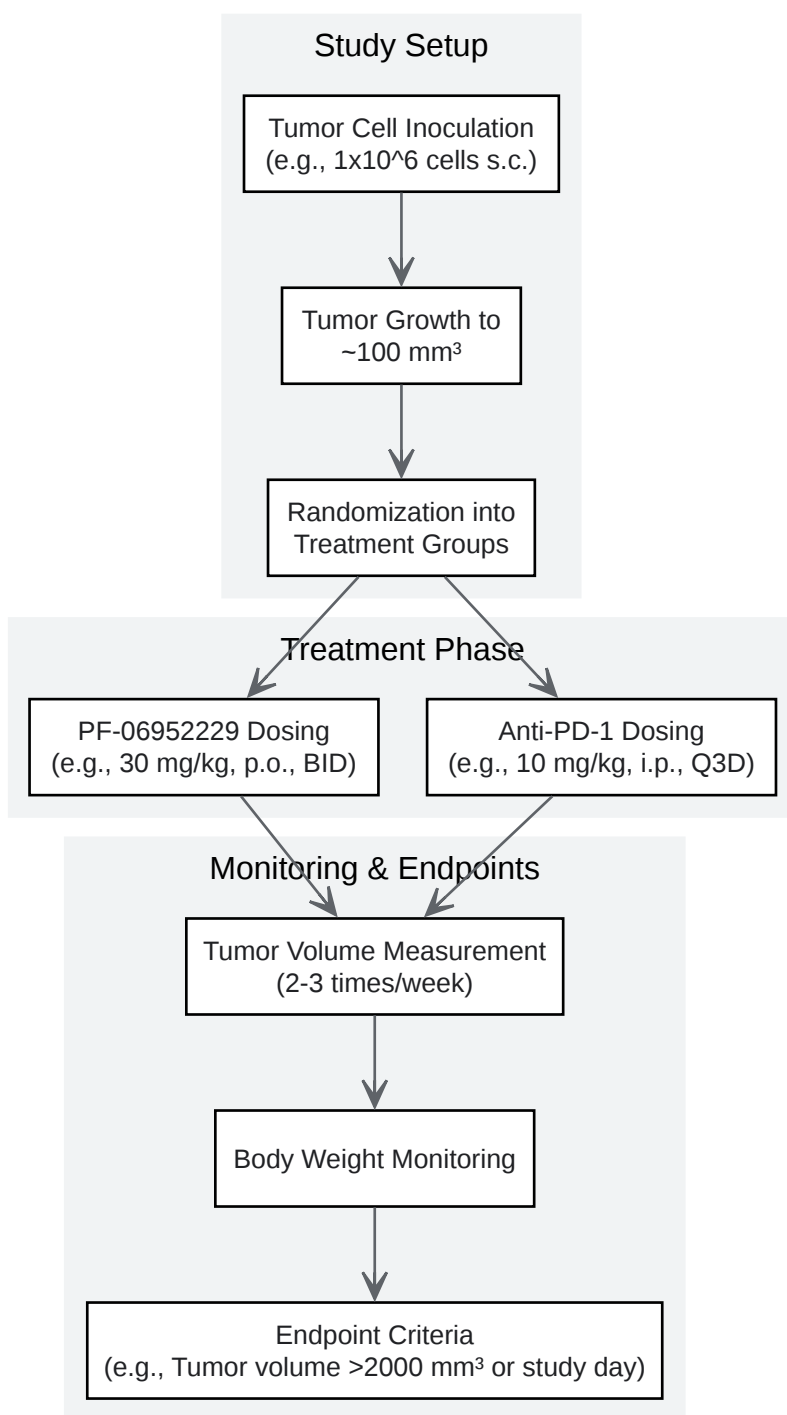 Study Setup
Tumor Cell Inoculation
(e.g., 1x10^6 cells s.c.)
Tumor Growth to
~100 mm³
Randomization into
Treatment Groups
Treatment Phase
PF-06952229 Dosing
(e.g., 30 mg/kg, p.o., BID)
Anti-PD-1 Dosing
(e.g., 10 mg/kg, i.p., Q3D)
Monitoring & Endpoints
Tumor Volume Measurement
(2-3 times/week)
Body Weight Monitoring
Endpoint Criteria
(e.g., Tumor volume >2000 mm³ or study day)